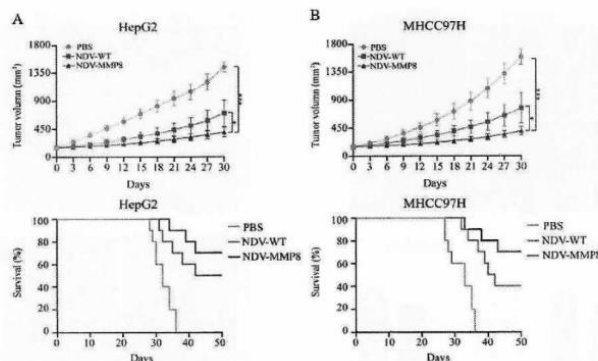 A
HepG2
1800
1350
900
450
0
Tumor volumn (mm³)
PBS
NDV-WT
NDV-MMP8
***
*
0 3 6 9 12 15 18 21 24 27 30
Days
HepG2
100
80
60
40
20
0
Survival (%)
PBS
NDV-WT
NDV-MMP8
0 10 20 30 40 50
Days
B
MHCC97H
1800
1350
900
450
0
Tumor volumn (mm³)
PBS
NDV-WT
NDV-MMP8
***
*
0 3 6 9 12 15 18 21 24 27 30
Days
MHCC97H
100
80
60
40
20
0
Survival (%)
PBS
NDV-WT
NDV-MMP8
0 10 20 30 40 50
Days